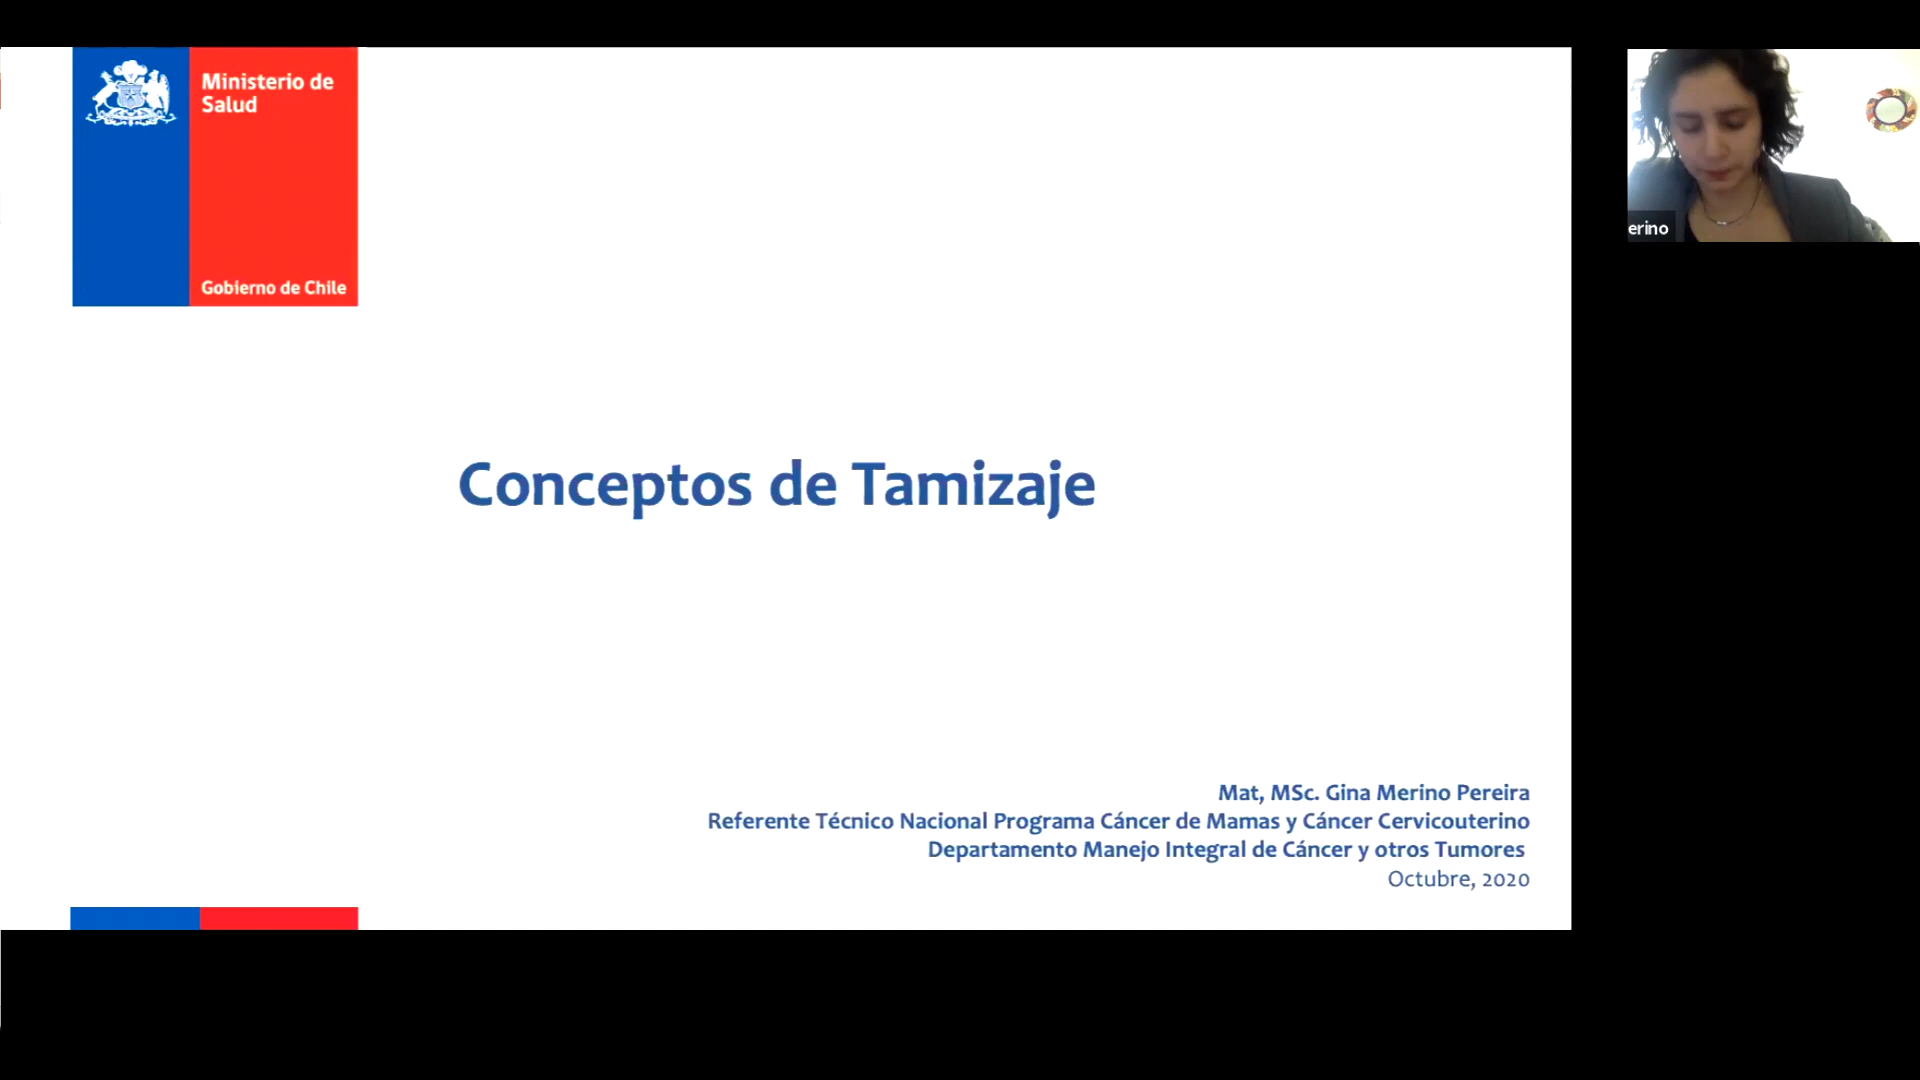 Ministerio de
Salud
Gobierno de Chile
erino
Conceptos de Tamizaje
Mat, MSc. Gina Merino Pereira
Referente Técnico Nacional Programa Cáncer de Mamas y Cáncer Cervicouterino
Departamento Manejo Integral de Cáncer y otros Tumores
Octubre, 2020